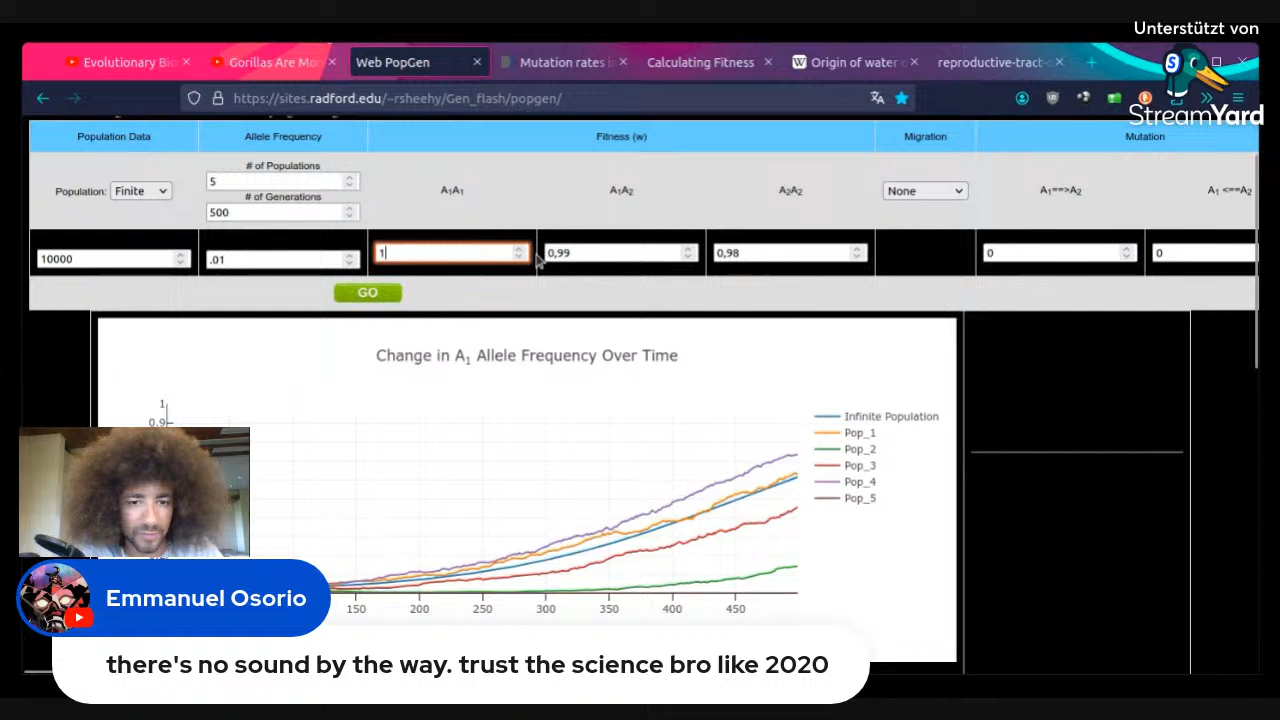 Unterstützt von
StreamYard
Evolutionary Bio
Gorillas Are Mo
Web PopGen
Mutation rates i
Calculating Fitness
Origin of water
reproductive-tract-
https://sites.radford.edu/~rsheehy/Gen_flash/popgen/
Population Data
Allele Frequency
Fitness (w)
Migration
Mutation
Population: Finite
# of Populations
5
# of Generations
500
A1A1
A1A2
A2A2
None
A1==>A2
A1 <==A2
10000
.01
1
0,99
0,98
0
0
GO
Change in A1 Allele Frequency Over Time
1
0.9
150
200
250
300
350
400
450
Infinite Population
Pop_1
Pop_2
Pop_3
Pop_4
Pop_5
Emmanuel Osorio
there's no sound by the way. trust the science bro like 2020